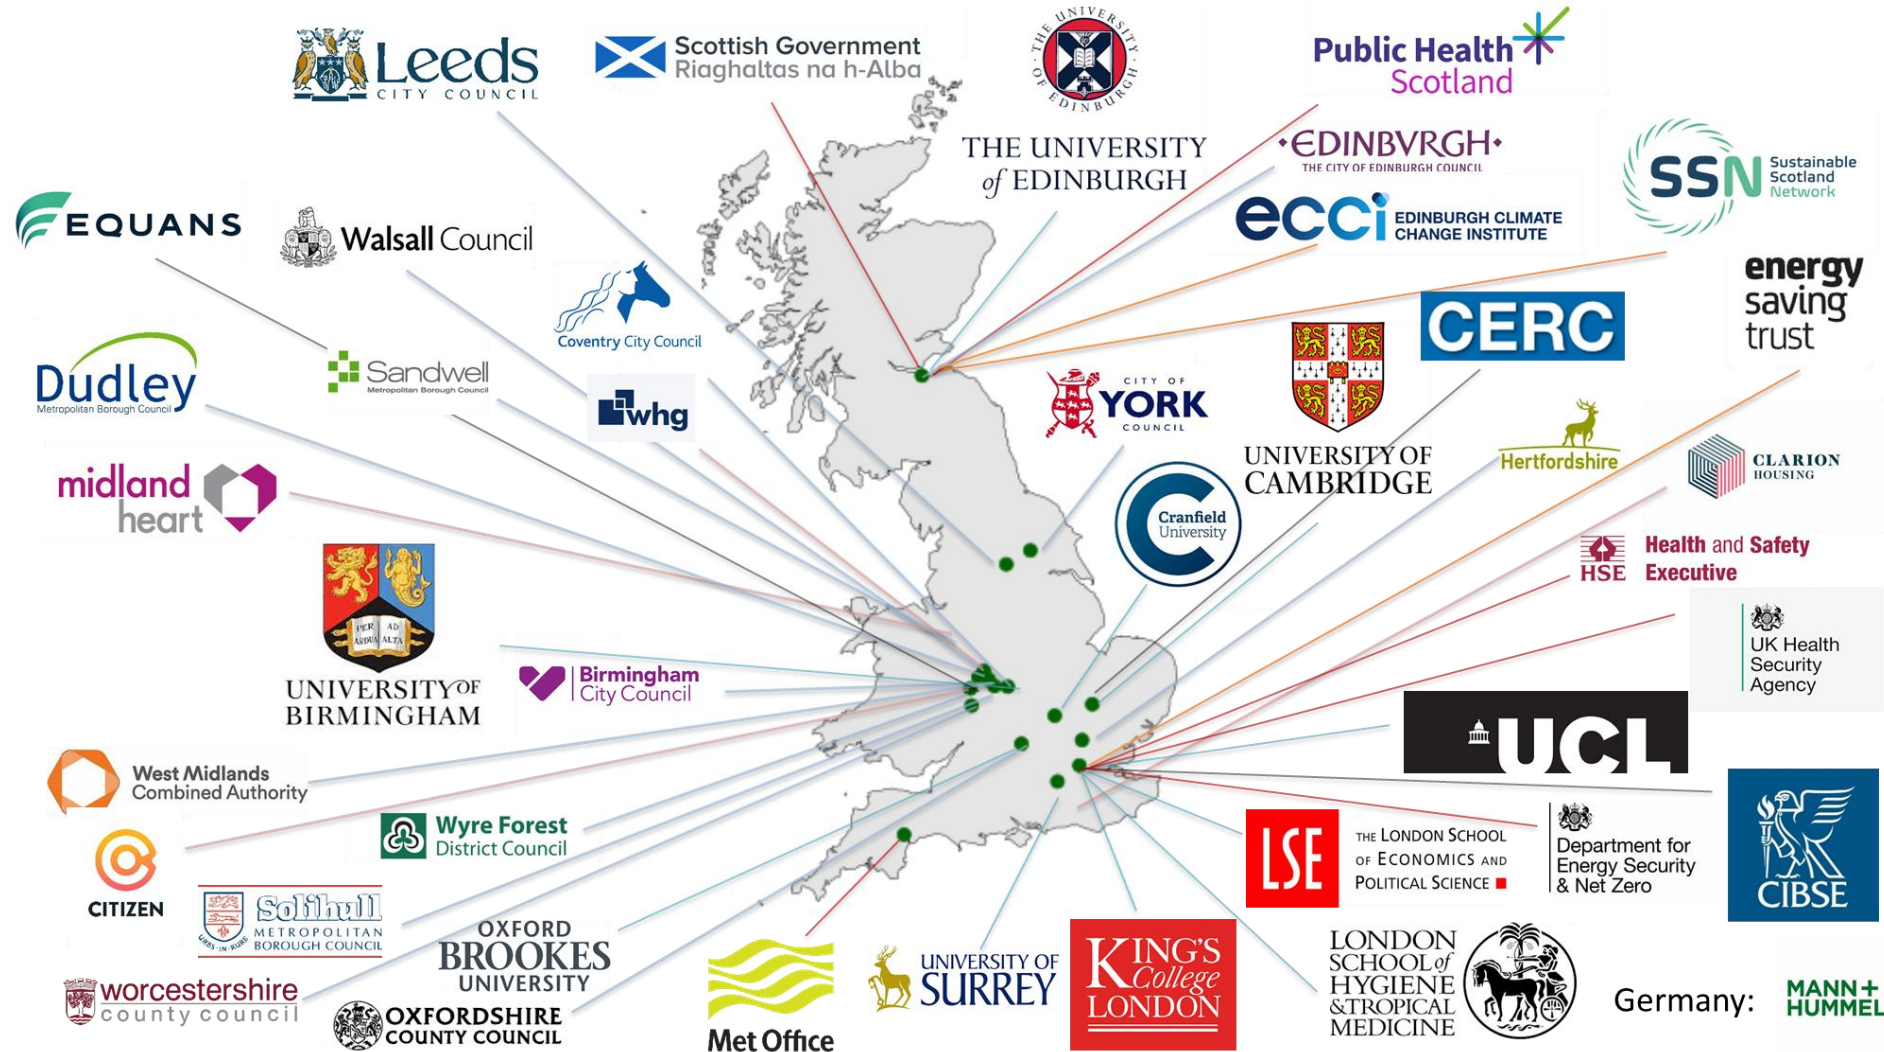 Leeds
CITY COUNCIL
Scottish Government
Riaghaltas na h-Alba
THE UNIVERSITY OF EDINBURGH
THE UNIVERSITY
of EDINBURGH
Public Health
Scotland
EDINBVRGH
THE CITY OF EDINBURGH COUNCIL
SSN
Sustainable
Scotland
Network
ecci
EDINBURGH CLIMATE
CHANGE INSTITUTE
EQUANS
Walsall Council
Coventry City Council
energy
saving
trust
CERC
Dudley
Metropolitan Borough Council
Sandwell
Metropolitan Borough Council
whg
CITY OF
YORK
COUNCIL
UNIVERSITY OF
CAMBRIDGE
Hertfordshire
CLARION
HOUSING
midland
heart
Cranfield
University
HSE
Health and Safety
Executive
PER AD
ARDUA ALTA
UNIVERSITY OF
BIRMINGHAM
Birmingham
City Council
UK Health
Security
Agency
UCL
West Midlands
Combined Authority
CITIZEN
Wyre Forest
District Council
LSE
THE LONDON SCHOOL
OF ECONOMICS AND
POLITICAL SCIENCE
Department for
Energy Security
& Net Zero
CIBSE
URBS IN RURE
Solihull
METROPOLITAN
BOROUGH COUNCIL
OXFORD
BROOKES
UNIVERSITY
Met Office
UNIVERSITY OF
SURREY
KING'S
College
LONDON
LONDON
SCHOOL of
HYGIENE
&TROPICAL
MEDICINE
worcestershire
county council
OXFORDSHIRE
COUNTY COUNCIL
Germany:
MANN+
HUMMEL